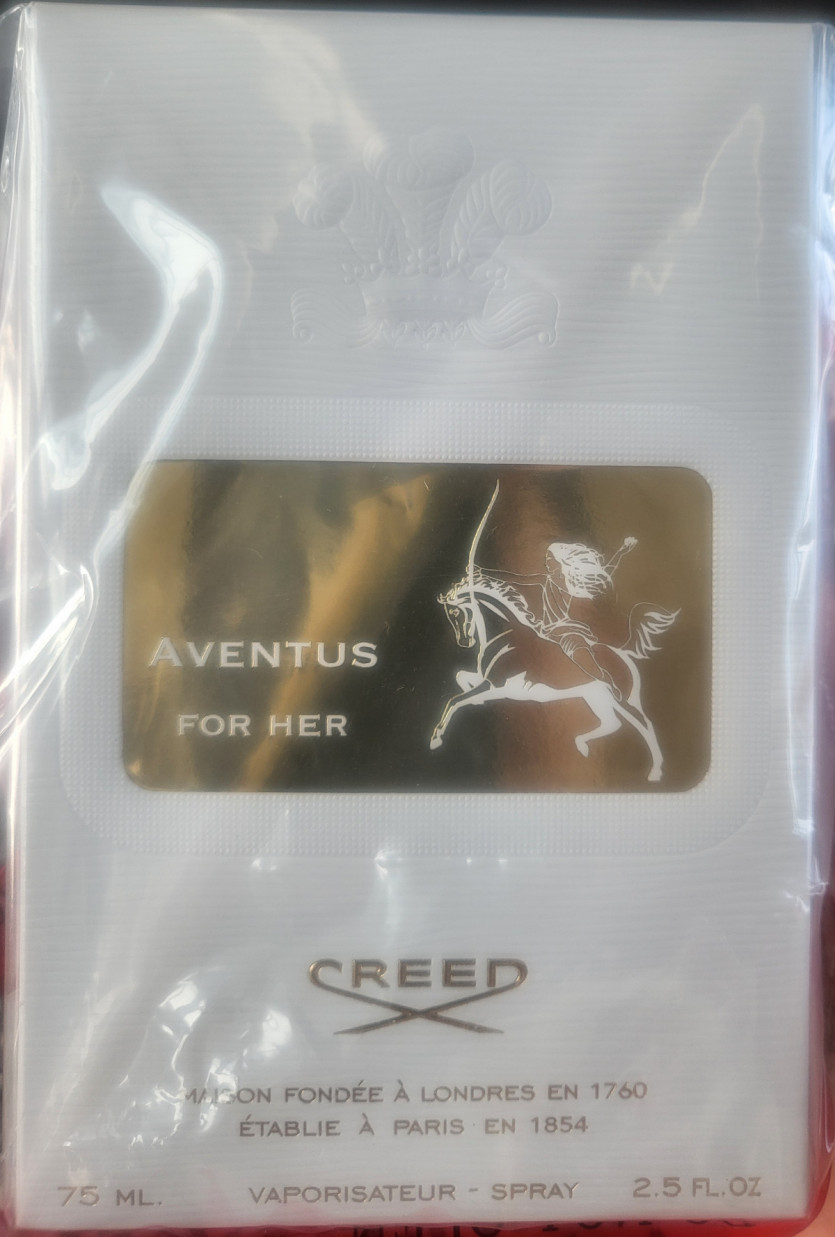 AVENTUS
FOR HER
CREED
MAISON FONDÉE À LONDRES EN 1760
ÉTABLIE À PARIS EN 1854
75 ML. VAPORISATEUR - SPRAY 2.5 FL.OZ